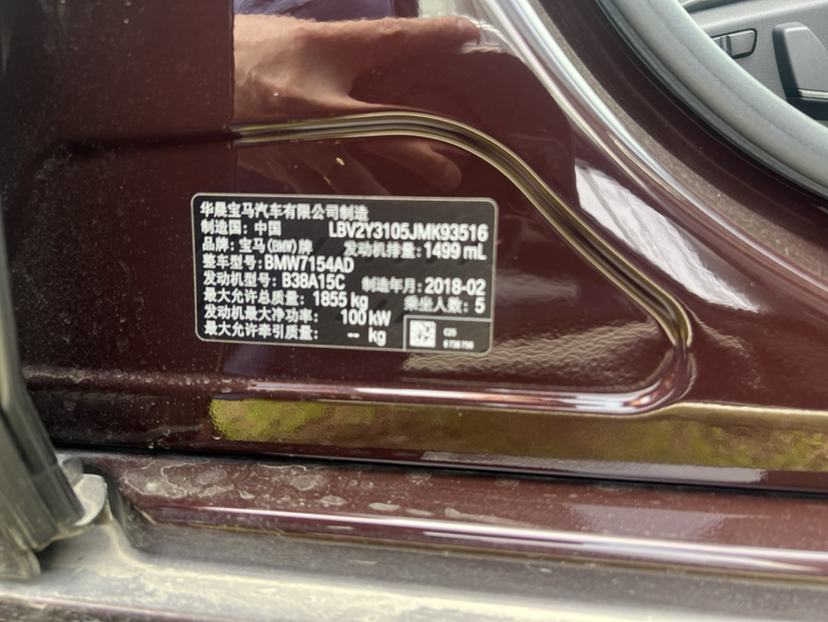 华晨宝马汽车有限公司制造
制造国: 中国 LBV2Y3105JMK93516
品牌: 宝马(BMW)牌 发动机排量: 1499 mL
整车型号: BMW7154AD
发动机型号: B38A15C 制造年月: 2018-02
最大允许总质量: 1855 kg 乘坐人数: 5
发动机最大净功率: 100 kW
最大允许牵引质量: -- kg